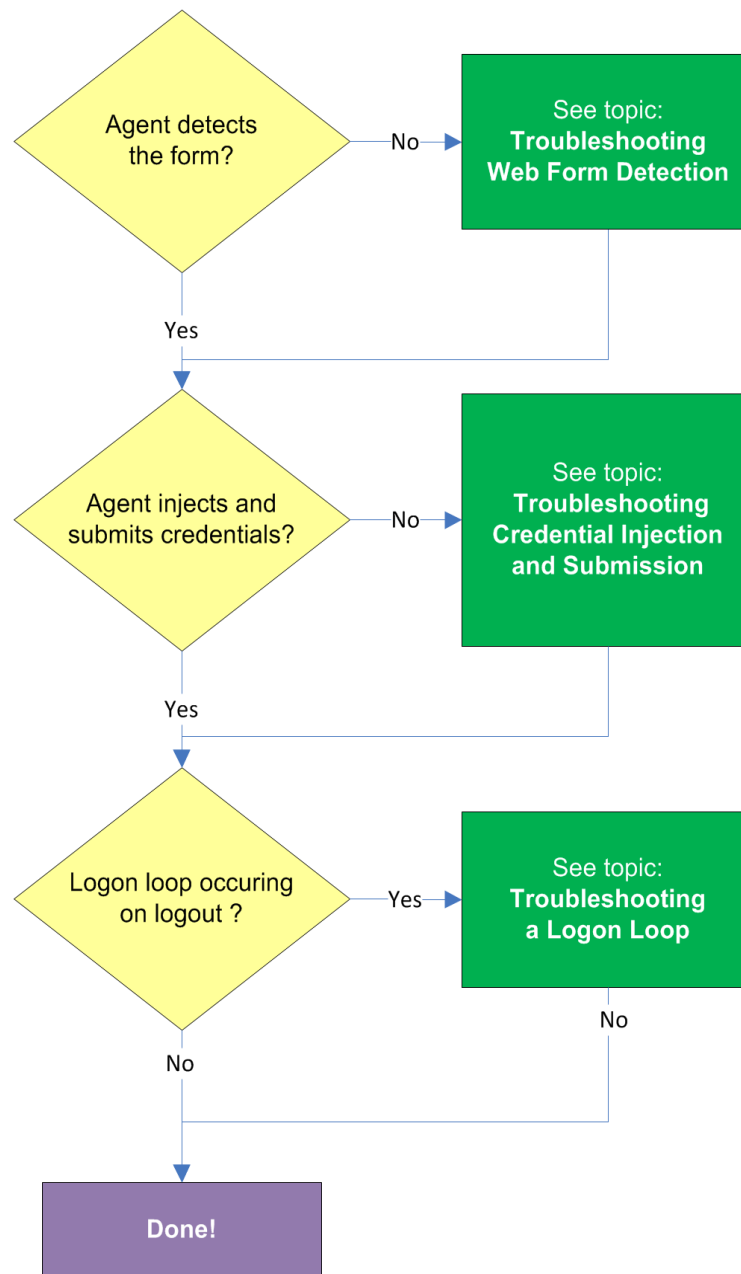 Agent detects
the form?
No
See topic:
Troubleshooting
Web Form Detection
Yes
Agent injects and
submits credentials?
No
See topic:
Troubleshooting
Credential Injection
and Submission
Yes
Logon loop occuring
on logout ?
Yes
See topic:
Troubleshooting
a Logon Loop
No
No
Done!